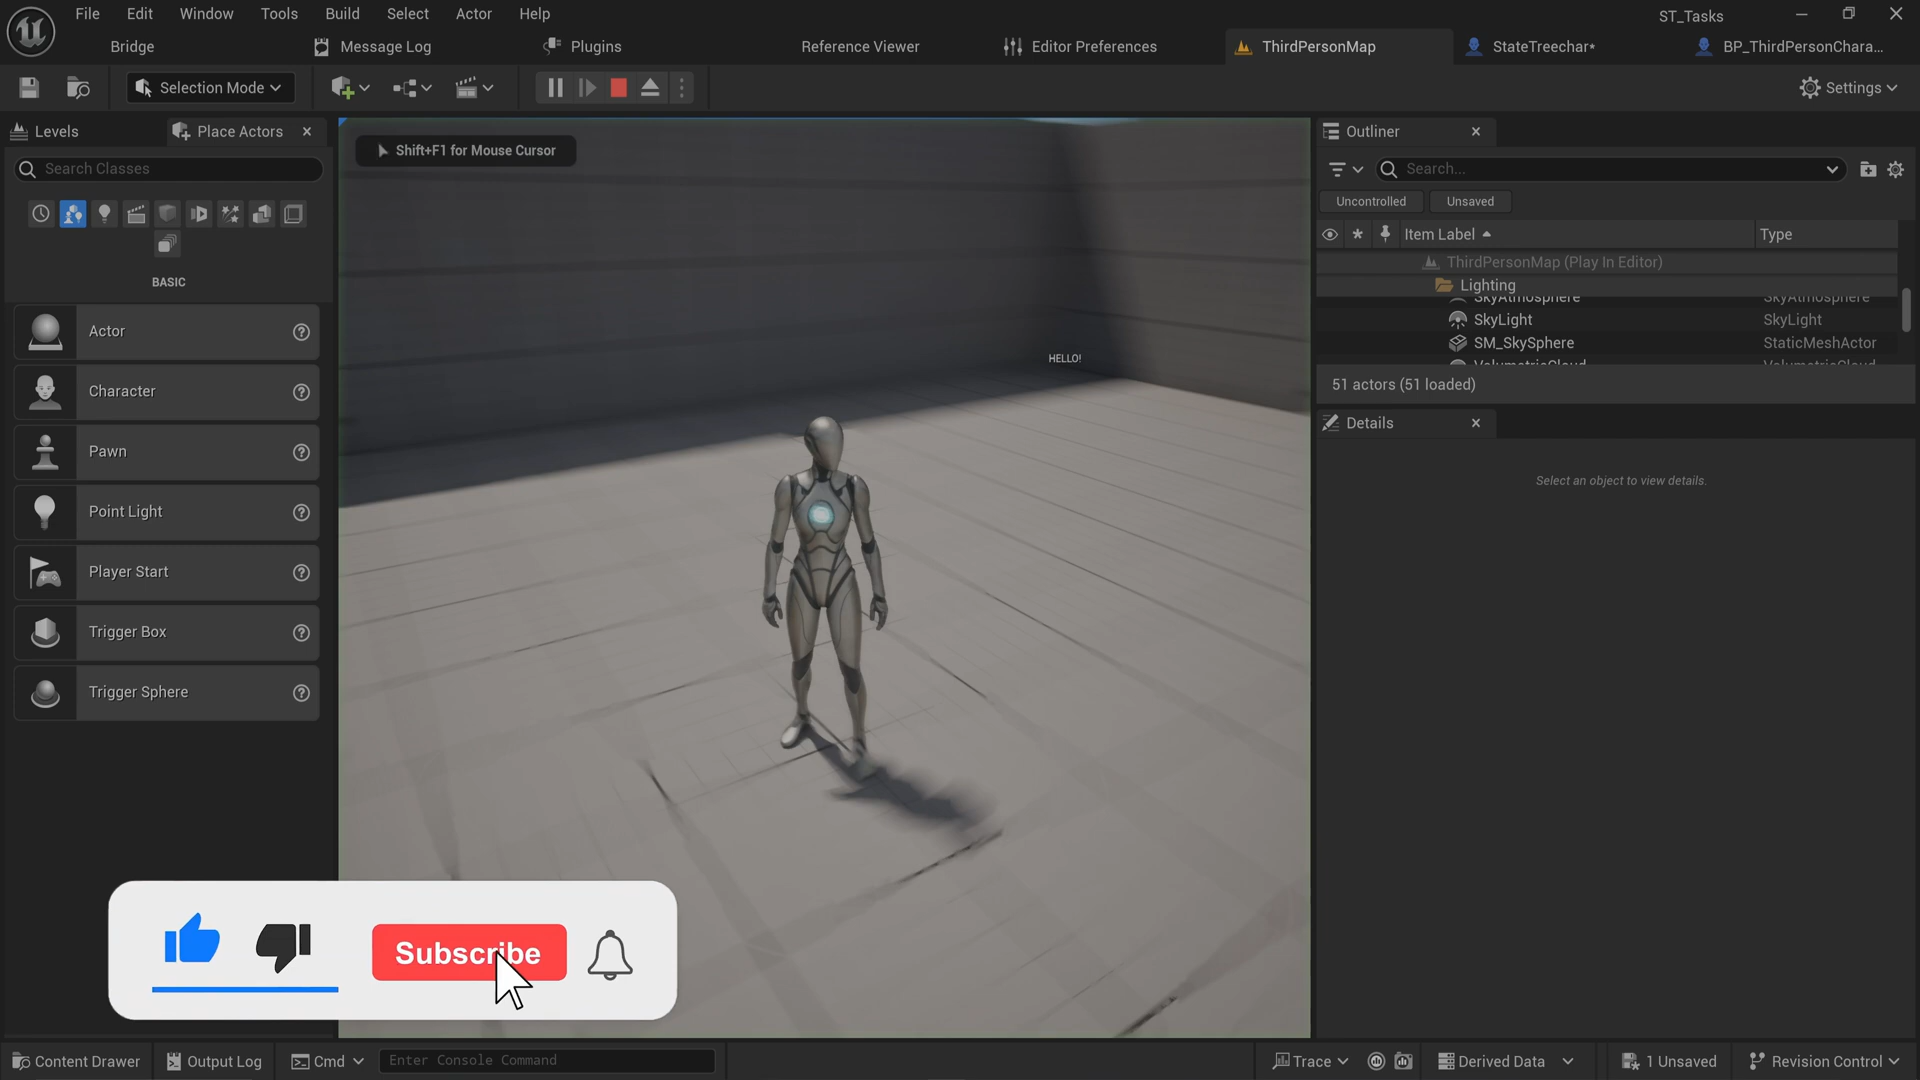 File Edit Window Tools Build Select Actor Help
ST_Tasks
Bridge
Message Log
Plugins
Reference Viewer
Editor Preferences
ThirdPersonMap
StateTreechar*
BP_ThirdPersonChara...
Selection Mode
Settings
Levels
Place Actors
Search Classes
BASIC
Actor
Character
Pawn
Point Light
Player Start
Trigger Box
Trigger Sphere
Shift+F1 for Mouse Cursor
HELLO!
Outliner
Search...
Uncontrolled
Unsaved
Item Label
Type
ThirdPersonMap (Play In Editor)
Lighting
SkyAtmosphere SkyAtmosphere
SkyLight SkyLight
SM_SkySphere StaticMeshActor
VolumetricCloud VolumetricCloud
51 actors (51 loaded)
Details
Select an object to view details.
Subscribe
Content Drawer
Output Log
Cmd
Enter Console Command
Trace
Derived Data
1 Unsaved
Revision Control